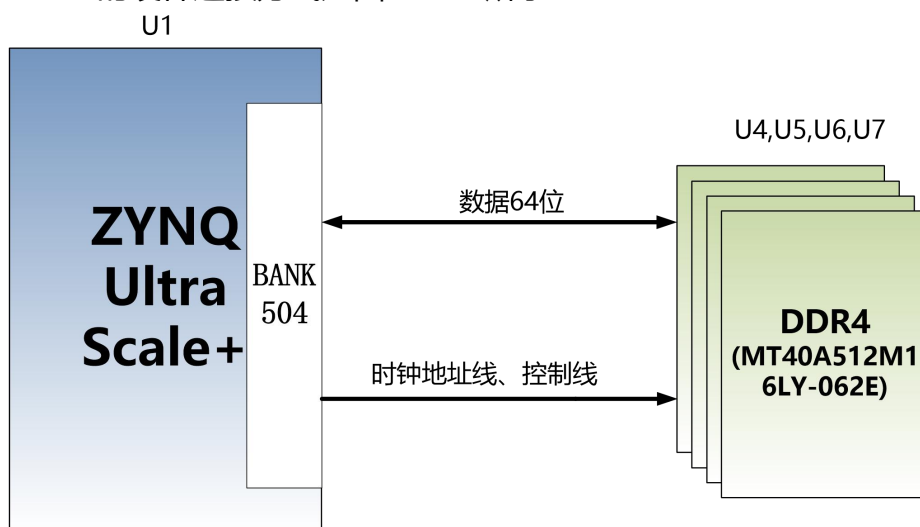 U1
U4,U5,U6,U7
ZYNQ
Ultra
Scale+
BANK
504
数据64位
时钟地址线、控制线
DDR4
(MT40A512M1
6LY-062E)